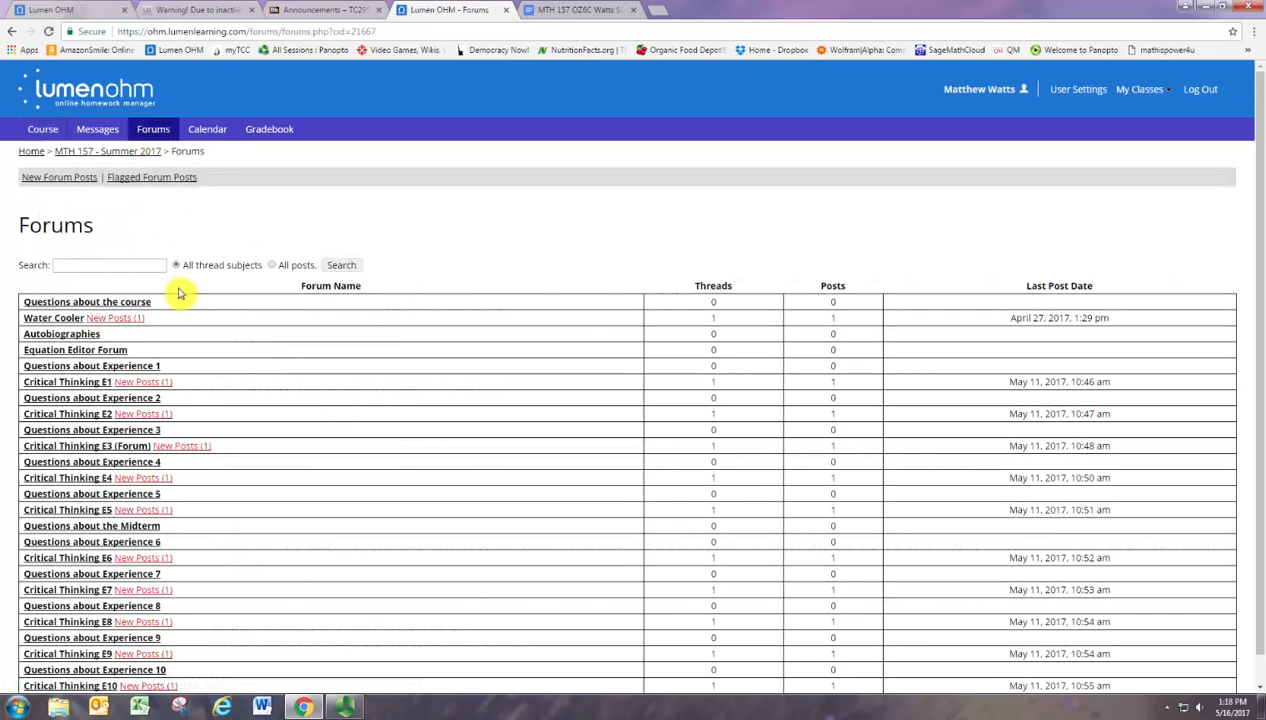 Lumen OHM
Warning! Due to inactiv
Announcements – TC295
Lumen OHM - Forums
MTH 157 OZ6C Watts S
Secure https://ohm.lumenlearning.com/forums/forums.php?cid=21667
Apps AmazonSmile: Online Lumen OHM myTCC All Sessions : Panopto Video Games, Wikis, Democracy Now! NutritionFacts.org | T Organic Food Depot Home - Dropbox Wolfram|Alpha: Comp SageMathCloud QM Welcome to Panopto mathispower4u »
lumenohm
online homework manager
Matthew Watts User Settings My Classes Log Out
Course Messages Forums Calendar Gradebook
Home > MTH 157 - Summer 2017 > Forums
New Forum Posts | Flagged Forum Posts
Forums
Search: All thread subjects All posts. Search
Forum Name Threads Posts Last Post Date
Questions about the course 0 0
Water Cooler New Posts (1) 1 1 April 27, 2017, 1:29 pm
Autobiographies 0 0
Equation Editor Forum 0 0
Questions about Experience 1 0 0
Critical Thinking E1 New Posts (1) 1 1 May 11, 2017, 10:46 am
Questions about Experience 2 0 0
Critical Thinking E2 New Posts (1) 1 1 May 11, 2017, 10:47 am
Questions about Experience 3 0 0
Critical Thinking E3 (Forum) New Posts (1) 1 1 May 11, 2017, 10:48 am
Questions about Experience 4 0 0
Critical Thinking E4 New Posts (1) 1 1 May 11, 2017, 10:50 am
Questions about Experience 5 0 0
Critical Thinking E5 New Posts (1) 1 1 May 11, 2017, 10:51 am
Questions about the Midterm 0 0
Questions about Experience 6 0 0
Critical Thinking E6 New Posts (1) 1 1 May 11, 2017, 10:52 am
Questions about Experience 7 0 0
Critical Thinking E7 New Posts (1) 1 1 May 11, 2017, 10:53 am
Questions about Experience 8 0 0
Critical Thinking E8 New Posts (1) 1 1 May 11, 2017, 10:54 am
Questions about Experience 9 0 0
Critical Thinking E9 New Posts (1) 1 1 May 11, 2017, 10:54 am
Questions about Experience 10 0 0
Critical Thinking E10 New Posts (1) 1 1 May 11, 2017, 10:55 am
1:18 PM
5/16/2017